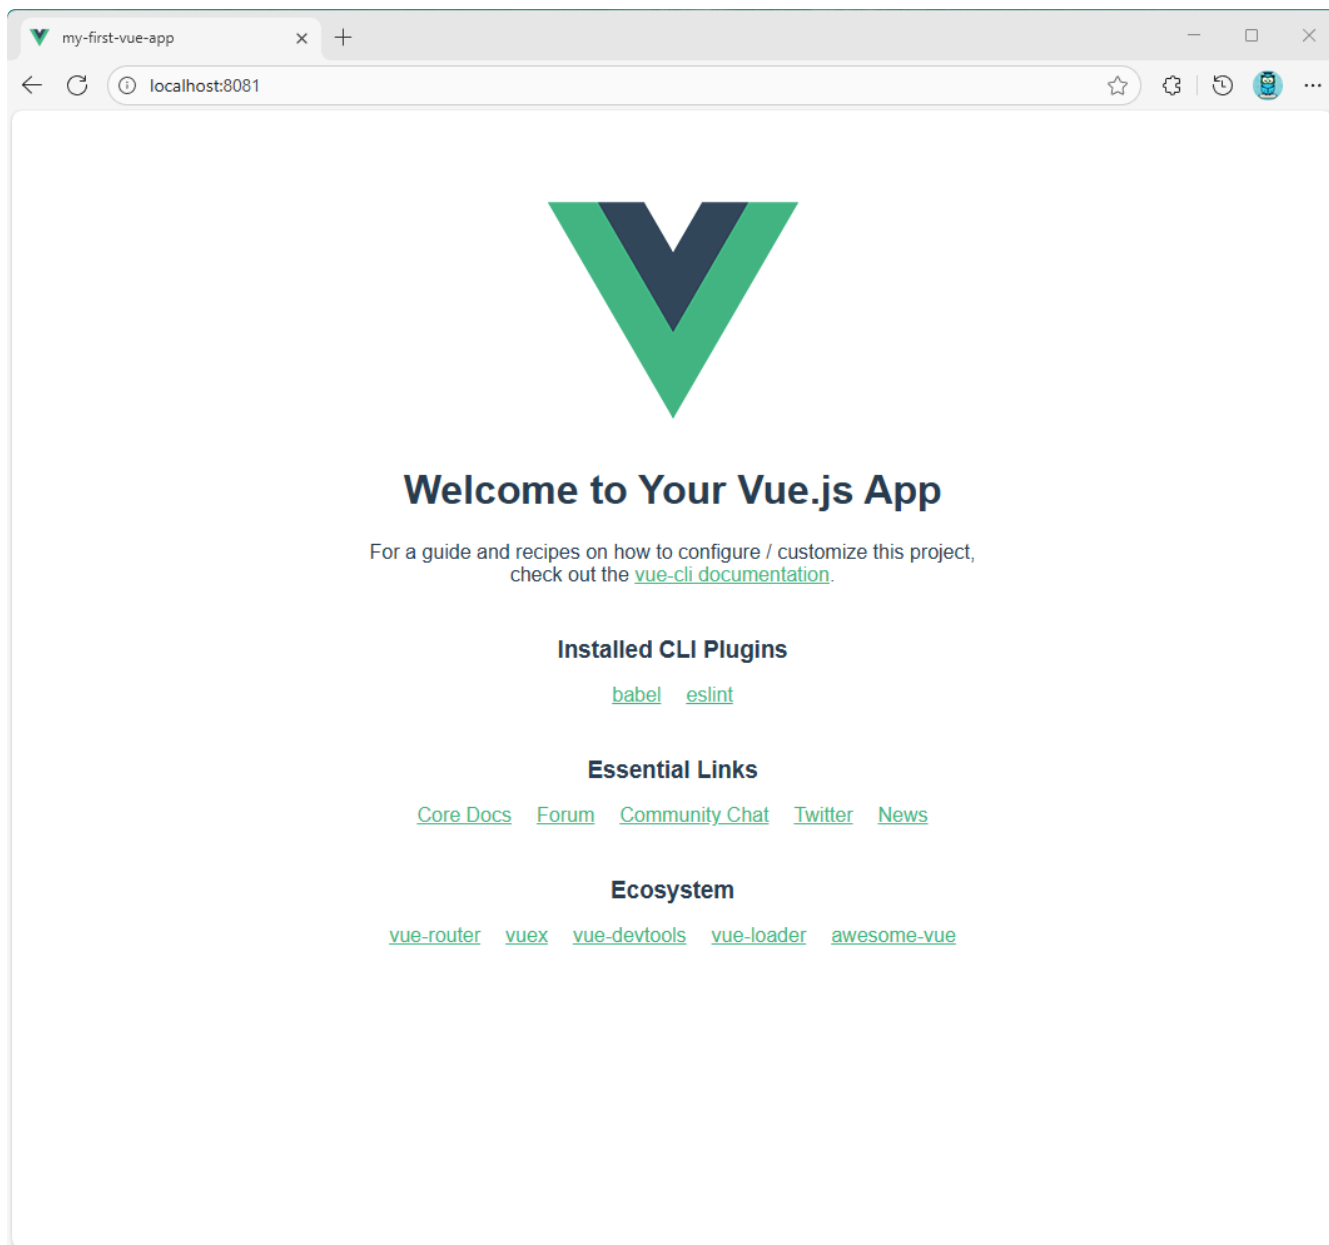 my-first-vue-app
localhost:8081
Welcome to Your Vue.js App
For a guide and recipes on how to configure / customize this project,
check out the vue-cli documentation.
Installed CLI Plugins
babel eslint
Essential Links
Core Docs Forum Community Chat Twitter News
Ecosystem
vue-router vuex vue-devtools vue-loader awesome-vue